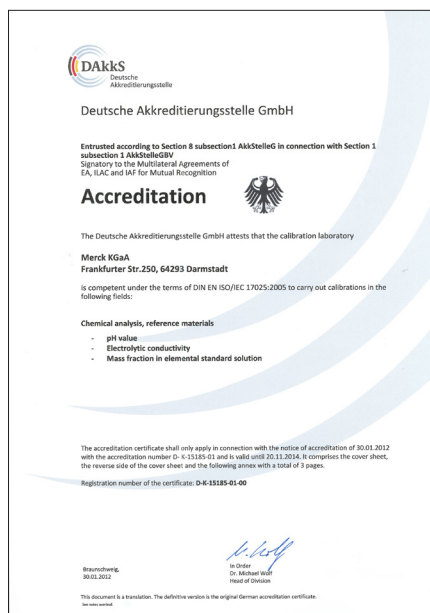 DAkkS
Deutsche
Akkreditierungsstelle
Deutsche Akkreditierungsstelle GmbH
Entrusted according to Section 8 subsection1 AkkStelleG in connection with Section 1
subsection 1 AkkStelleGBV
Signatory to the Multilateral Agreements of
EA, ILAC and IAF for Mutual Recognition
Accreditation
The Deutsche Akkreditierungsstelle GmbH attests that the calibration laboratory
Merck KGaA
Frankfurter Str.250, 64293 Darmstadt
is competent under the terms of DIN EN ISO/IEC 17025:2005 to carry out calibrations in the
following fields:
Chemical analysis, reference materials
- pH value
- Electrolytic conductivity
- Mass fraction in elemental standard solution
The accreditation certificate shall only apply in connection with the notice of accreditation of 30.01.2012
with the accreditation number D- K-15185-01 and is valid until 20.11.2014. It comprises the cover sheet,
the reverse side of the cover sheet and the following annex with a total of 3 pages.
Registration number of the certificate: D-K-15185-01-00
Braunschweig,
30.01.2012
In Order
Dr. Michael Wolf
Head of Division
This document is a translation. The definitive version is the original German accreditation certificate.
See notes overleaf.